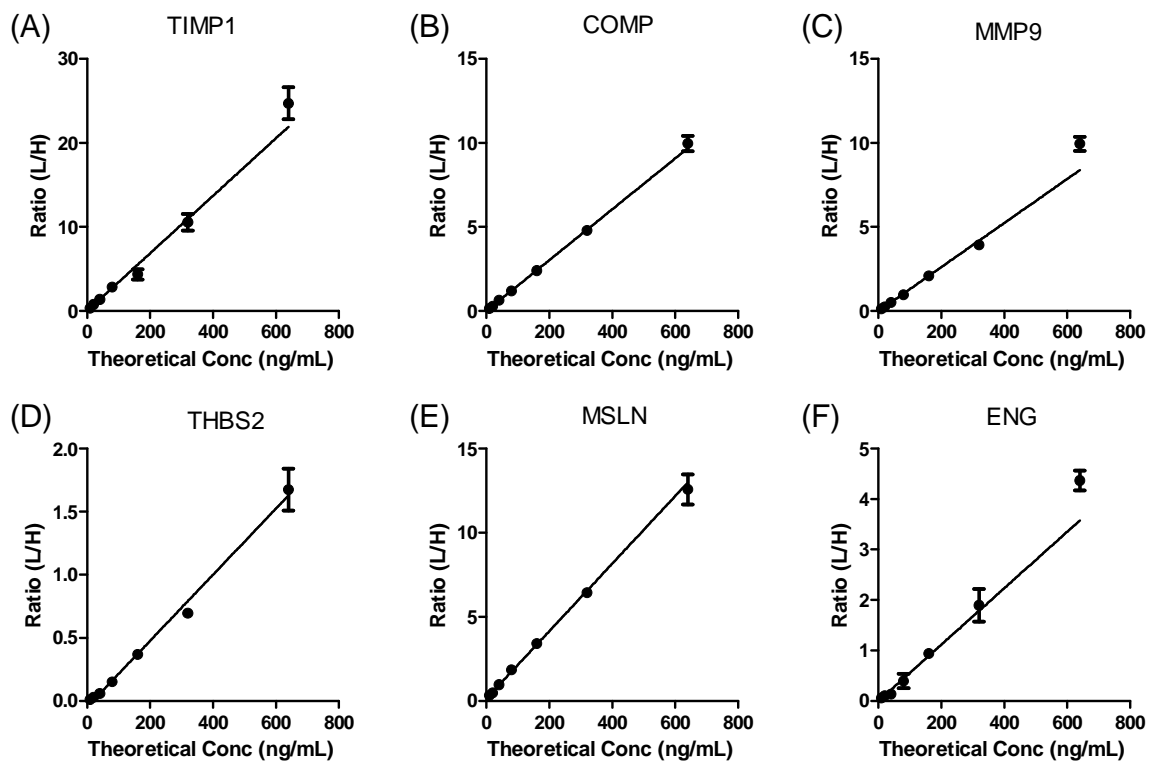 (A) TIMP1
30
20
10
0
Ratio (L/H)
0 200 400 600 800
Theoretical Conc (ng/mL)
(B) COMP
15
10
5
0
Ratio (L/H)
0 200 400 600 800
Theoretical Conc (ng/mL)
(C) MMP9
15
10
5
0
Ratio (L/H)
0 200 400 600 800
Theoretical Conc (ng/mL)
(D) THBS2
2.0
1.5
1.0
0.5
0.0
Ratio (L/H)
0 200 400 600 800
Theoretical Conc (ng/mL)
(E) MSLN
15
10
5
0
Ratio (L/H)
0 200 400 600 800
Theoretical Conc (ng/mL)
(F) ENG
5
4
3
2
1
0
Ratio (L/H)
0 200 400 600 800
Theoretical Conc (ng/mL)